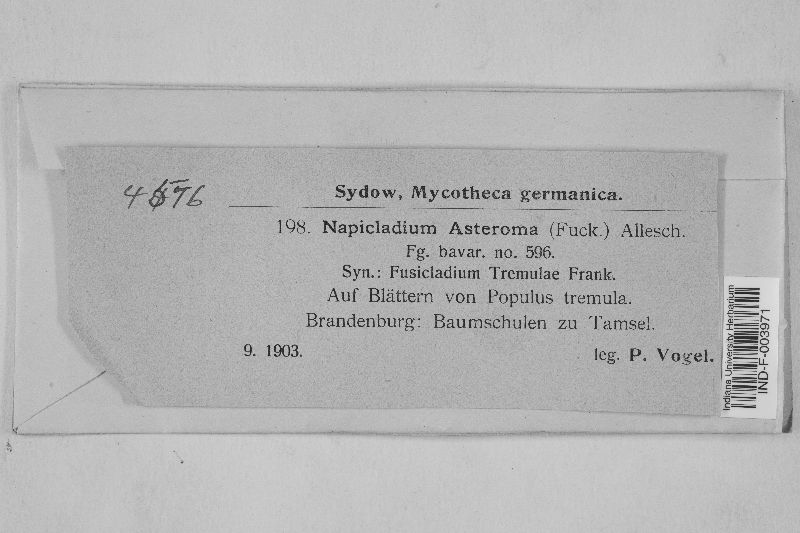 Sydow, Mycotheca germanica.
198. Napicladium Asteroma (Fuck.) Allesch.
Fg. bavar. no. 596.
Syn.: Fusicladium Tremulae Frank.
Auf Blättern von Populus tremula.
Brandenburg: Baumschulen zu Tamsel.
9. 1903. leg. P. Vogel.
Indiana University Herbarium
IND-F-003971